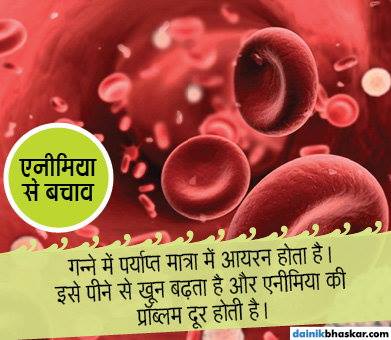 एनीमिया
से बचाव
गन्ने में पर्याप्त मात्रा में आयरन होता है।
इसे पीने से खून बढ़ता है और एनीमिया की
प्रॉब्लम दूर होती है।
dainikbhaskar.com